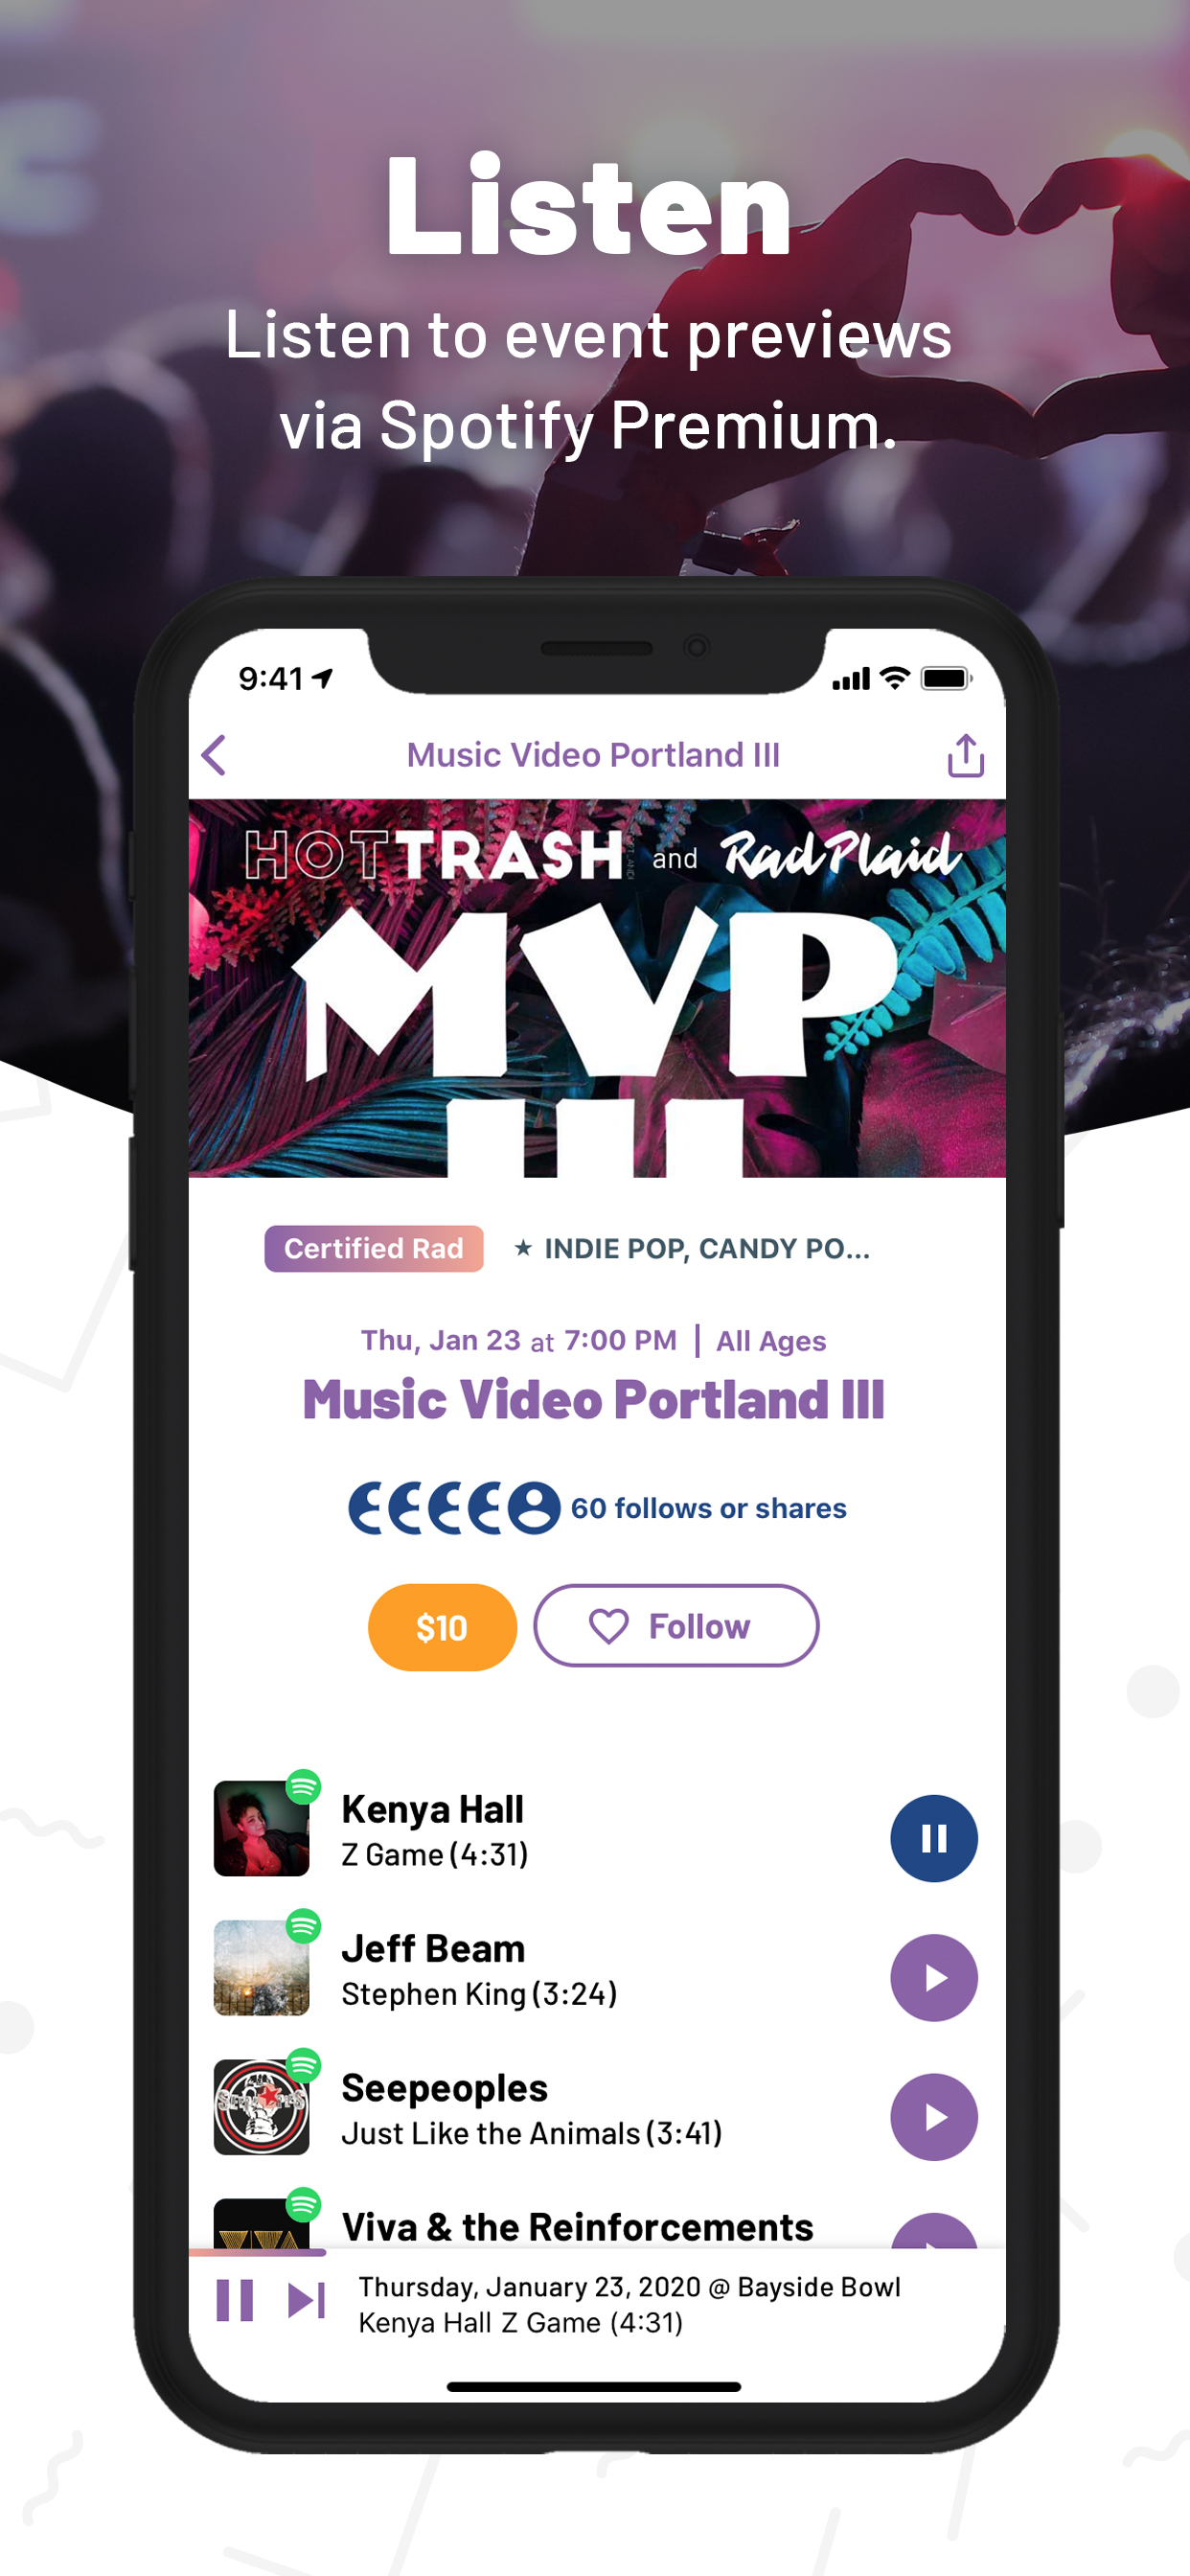 Listen
Listen to event previews
via Spotify Premium.
9:41
Music Video Portland III
HOT TRASH and RadPlaid
MVP
III
Certified Rad ★ INDIE POP, CANDY PO...
Thu, Jan 23 at 7:00 PM | All Ages
Music Video Portland III
60 follows or shares
$10 Follow
Kenya Hall
Z Game (4:31)
Jeff Beam
Stephen King (3:24)
Seepeoples
Just Like the Animals (3:41)
Viva & the Reinforcements
Thursday, January 23, 2020 @ Bayside Bowl
Kenya Hall Z Game (4:31)